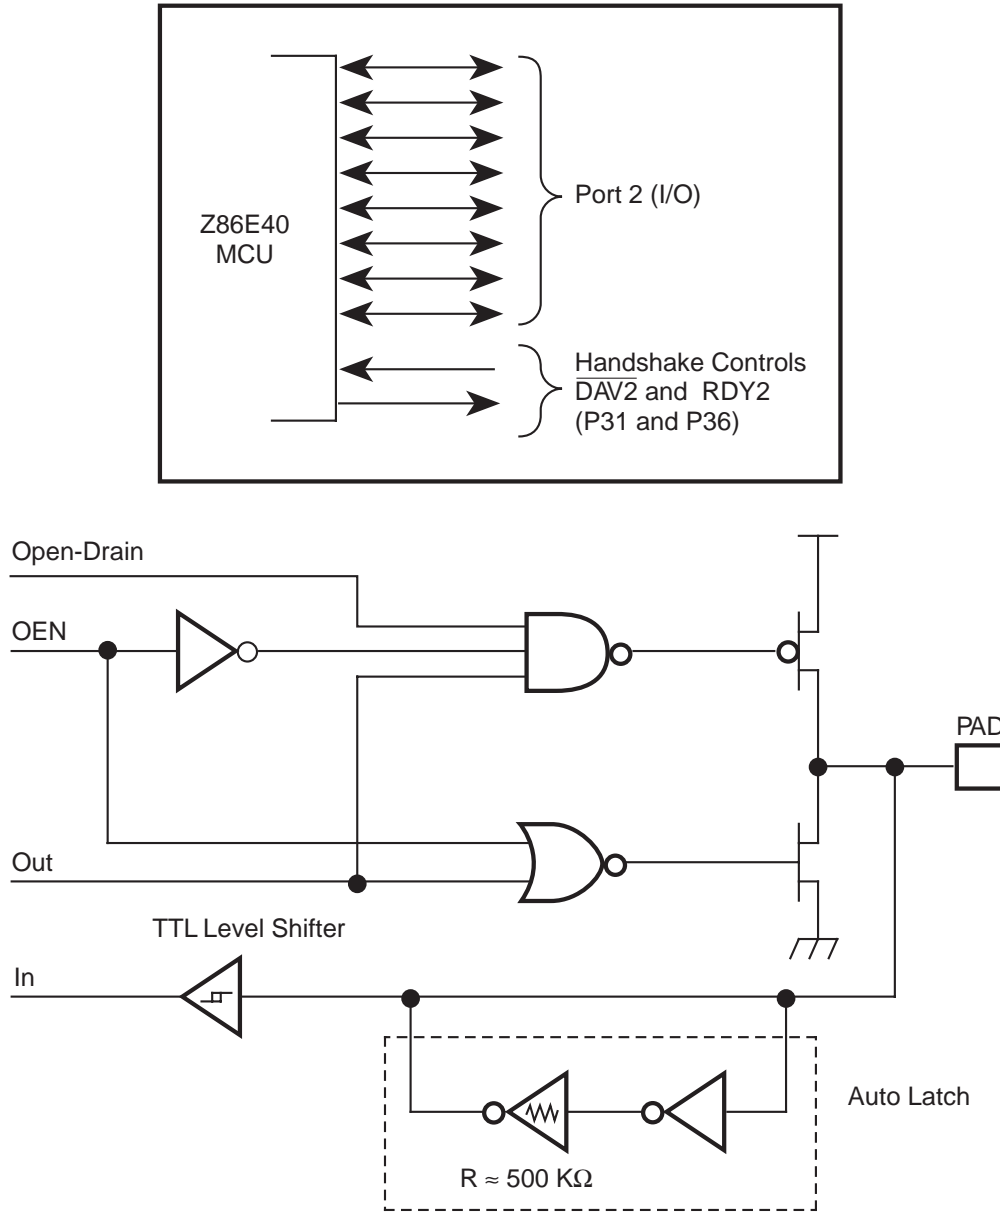 Z86E40
MCU
Port 2 (I/O)
Handshake Controls
D̅A̅V̅2̅ and RDY2
(P31 and P36)
Open-Drain
OEN
PAD
Out
TTL Level Shifter
In
Auto Latch
R ≈ 500 KΩ